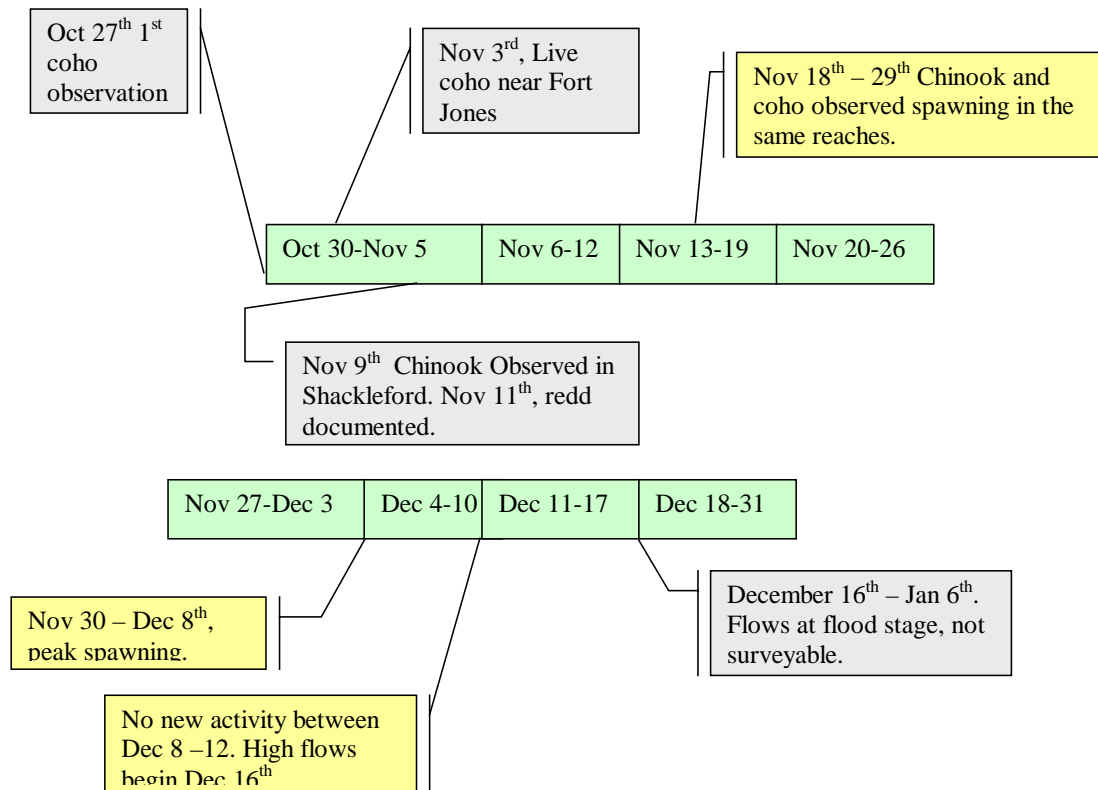 Oct 27th 1st
coho
observation
Nov 3rd, Live
coho near Fort
Jones
Nov 18th – 29th Chinook and
coho observed spawning in the
same reaches.
Oct 30-Nov 5
Nov 6-12
Nov 13-19
Nov 20-26
Nov 9th Chinook Observed in
Shackleford. Nov 11th, redd
documented.
Nov 27-Dec 3
Dec 4-10
Dec 11-17
Dec 18-31
Nov 30 – Dec 8th,
peak spawning.
December 16th – Jan 6th.
Flows at flood stage, not
surveyable.
No new activity between
Dec 8 –12. High flows
begin Dec 16th